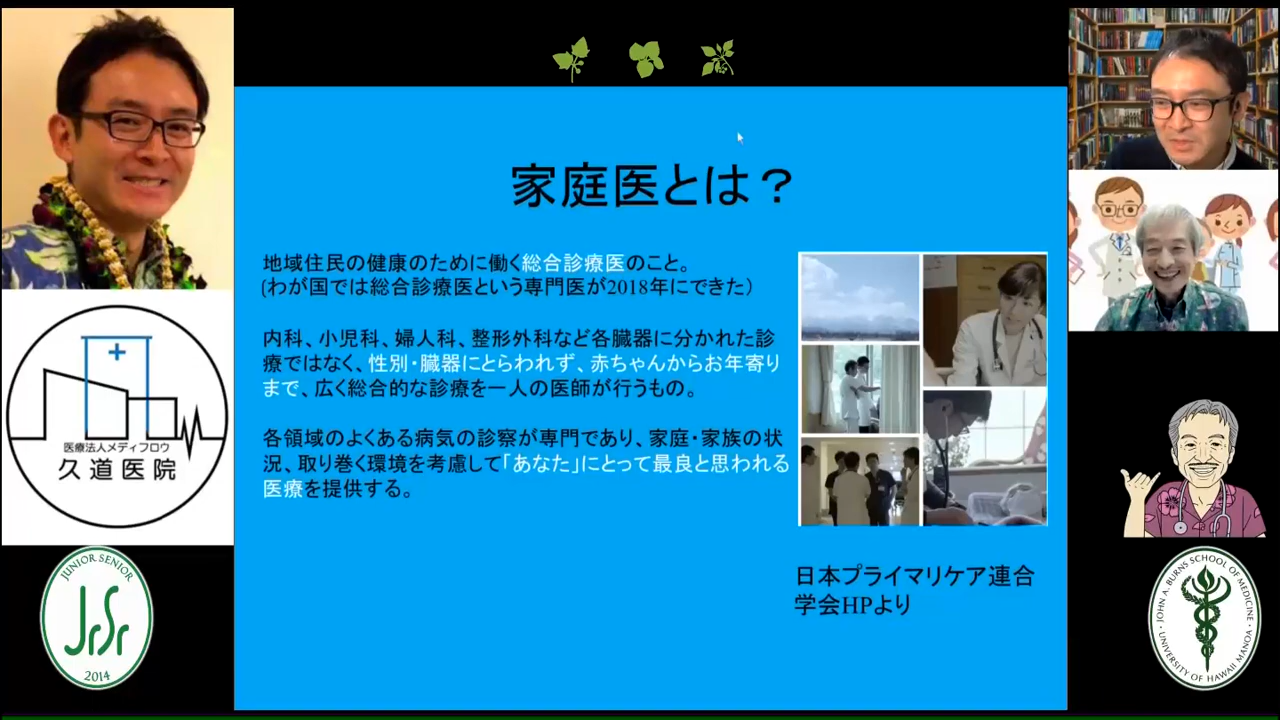 家庭医とは？
地域住民の健康のために働く総合診療医のこと。
(わが国では総合診療医という専門医が2018年にできた）
内科、小児科、婦人科、整形外科など各臓器に分かれた診
療ではなく、性別・臓器にとらわれず、赤ちゃんからお年寄り
まで、広く総合的な診療を一人の医師が行うもの。
各領域のよくある病気の診察が専門であり、家庭・家族の状
況、取り巻く環境を考慮して「あなた」にとって最良と思われる
医療を提供する。
日本プライマリケア連合
学会HPより
医療法人メディフロウ
久道医院
JUNIOR SENIOR
JrSr
2014
JOHN A. BURNS SCHOOL OF MEDICINE
UNIVERSITY OF HAWAII MANOA